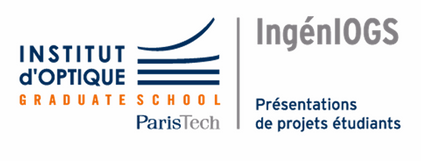 INSTITUT
d'OPTIQUE
GRADUATE SCHOOL
ParisTech
IngénIOGS
Présentations
de projets étudiants